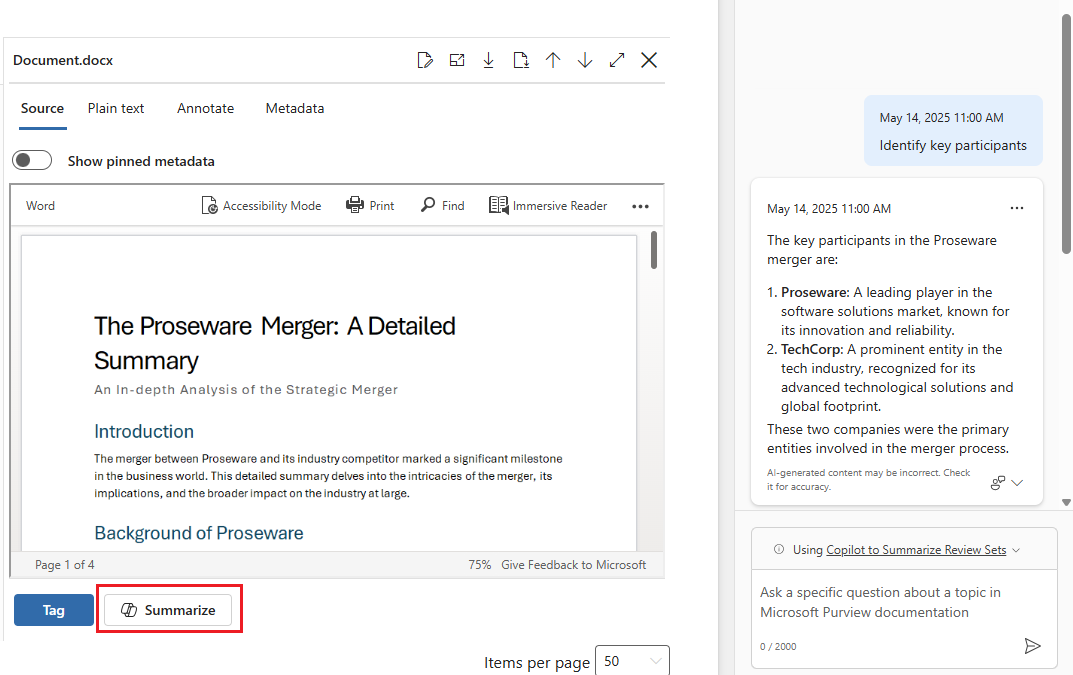 Document.docx
Source Plain text Annotate Metadata
Show pinned metadata
Word Accessibility Mode Print Find Immersive Reader
The Proseware Merger: A Detailed
Summary
An In-depth Analysis of the Strategic Merger
Introduction
The merger between Proseware and its industry competitor marked a significant milestone
in the business world. This detailed summary delves into the intricacies of the merger, its
implications, and the broader impact on the industry at large.
Background of Proseware
Page 1 of 4 75% Give Feedback to Microsoft
Tag Summarize
Items per page 50
May 14, 2025 11:00 AM
Identify key participants
May 14, 2025 11:00 AM
The key participants in the Proseware
merger are:
1. Proseware: A leading player in the
software solutions market, known for
its innovation and reliability.
2. TechCorp: A prominent entity in the
tech industry, recognized for its
advanced technological solutions and
global footprint.
These two companies were the primary
entities involved in the merger process.
AI-generated content may be incorrect. Check
it for accuracy.
Using Copilot to Summarize Review Sets
Ask a specific question about a topic in
Microsoft Purview documentation
0 / 2000